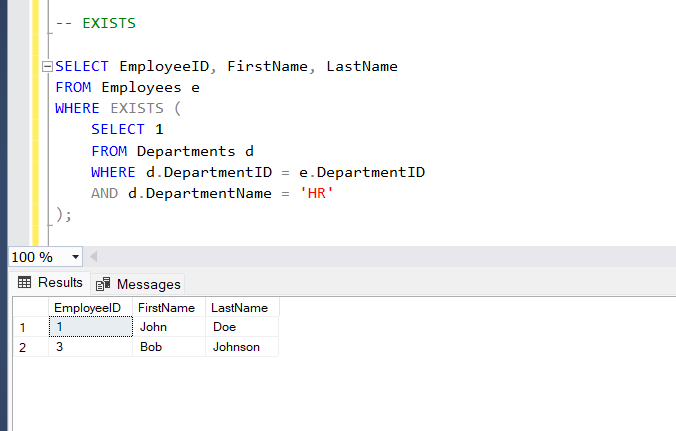 -- EXISTS
SELECT EmployeeID, FirstName, LastName
FROM Employees e
WHERE EXISTS (
SELECT 1
FROM Departments d
WHERE d.DepartmentID = e.DepartmentID
AND d.DepartmentName = 'HR'
);
100 %
Results Messages
EmployeeID FirstName LastName
1 1 John Doe
2 3 Bob Johnson